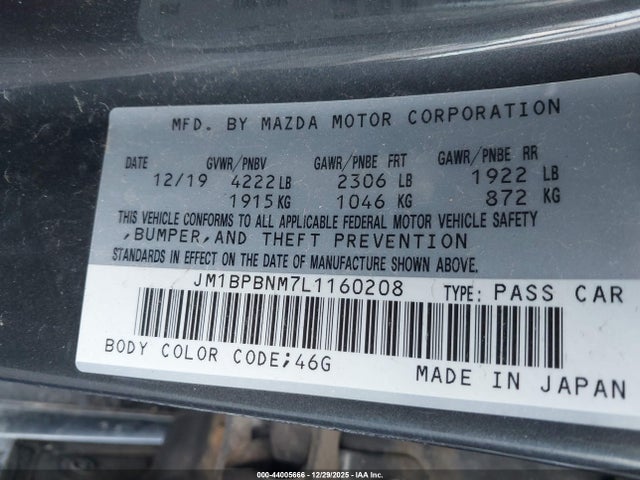 MFD. BY MAZDA MOTOR CORPORATION
DATE GVWR/PNBV GAWR/PNBE FRT GAWR/PNBE RR
12/19 4222 LB 2306 LB 1922 LB
1915 KG 1046 KG 872 KG
THIS VEHICLE CONFORMS TO ALL APPLICABLE FEDERAL MOTOR VEHICLE SAFETY
,BUMPER,AND THEFT PREVENTION
STANDARDS IN EFFECT ON THE DATE OF MANUFACTURE SHOWN ABOVE.
JM1BPBNM7L1160208 TYPE: PASS CAR
BODY COLOR CODE;46G
MADE IN JAPAN
000-44005666 - 12/29/2025 - IAA Inc.